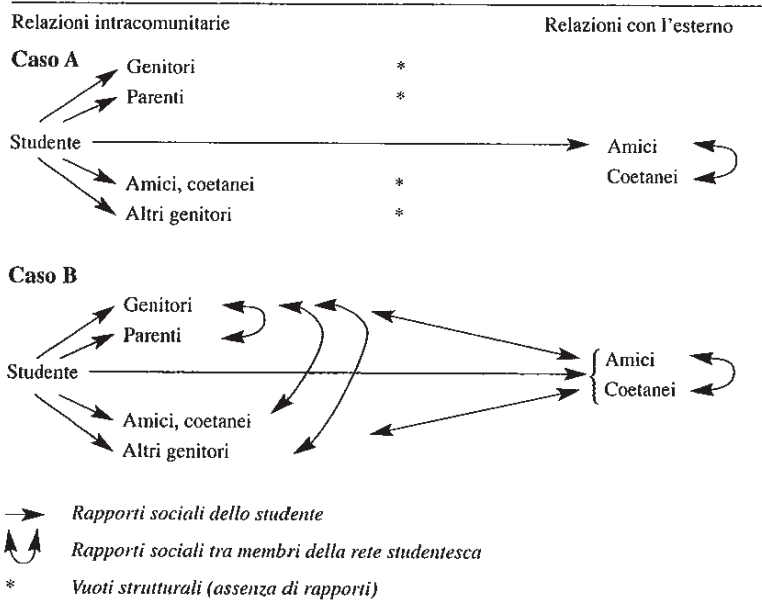 Relazioni intracomunitarie Relazioni con l'esterno
Caso A
Genitori *
Parenti *
Studente Amici
Coetanei
Amici, coetanei *
Altri genitori *
Caso B
Genitori
Parenti
Amici
Studente
Coetanei
Amici, coetanei
Altri genitori
Rapporti sociali dello studente
Rapporti sociali tra membri della rete studentesca
* Vuoti strutturali (assenza di rapporti)